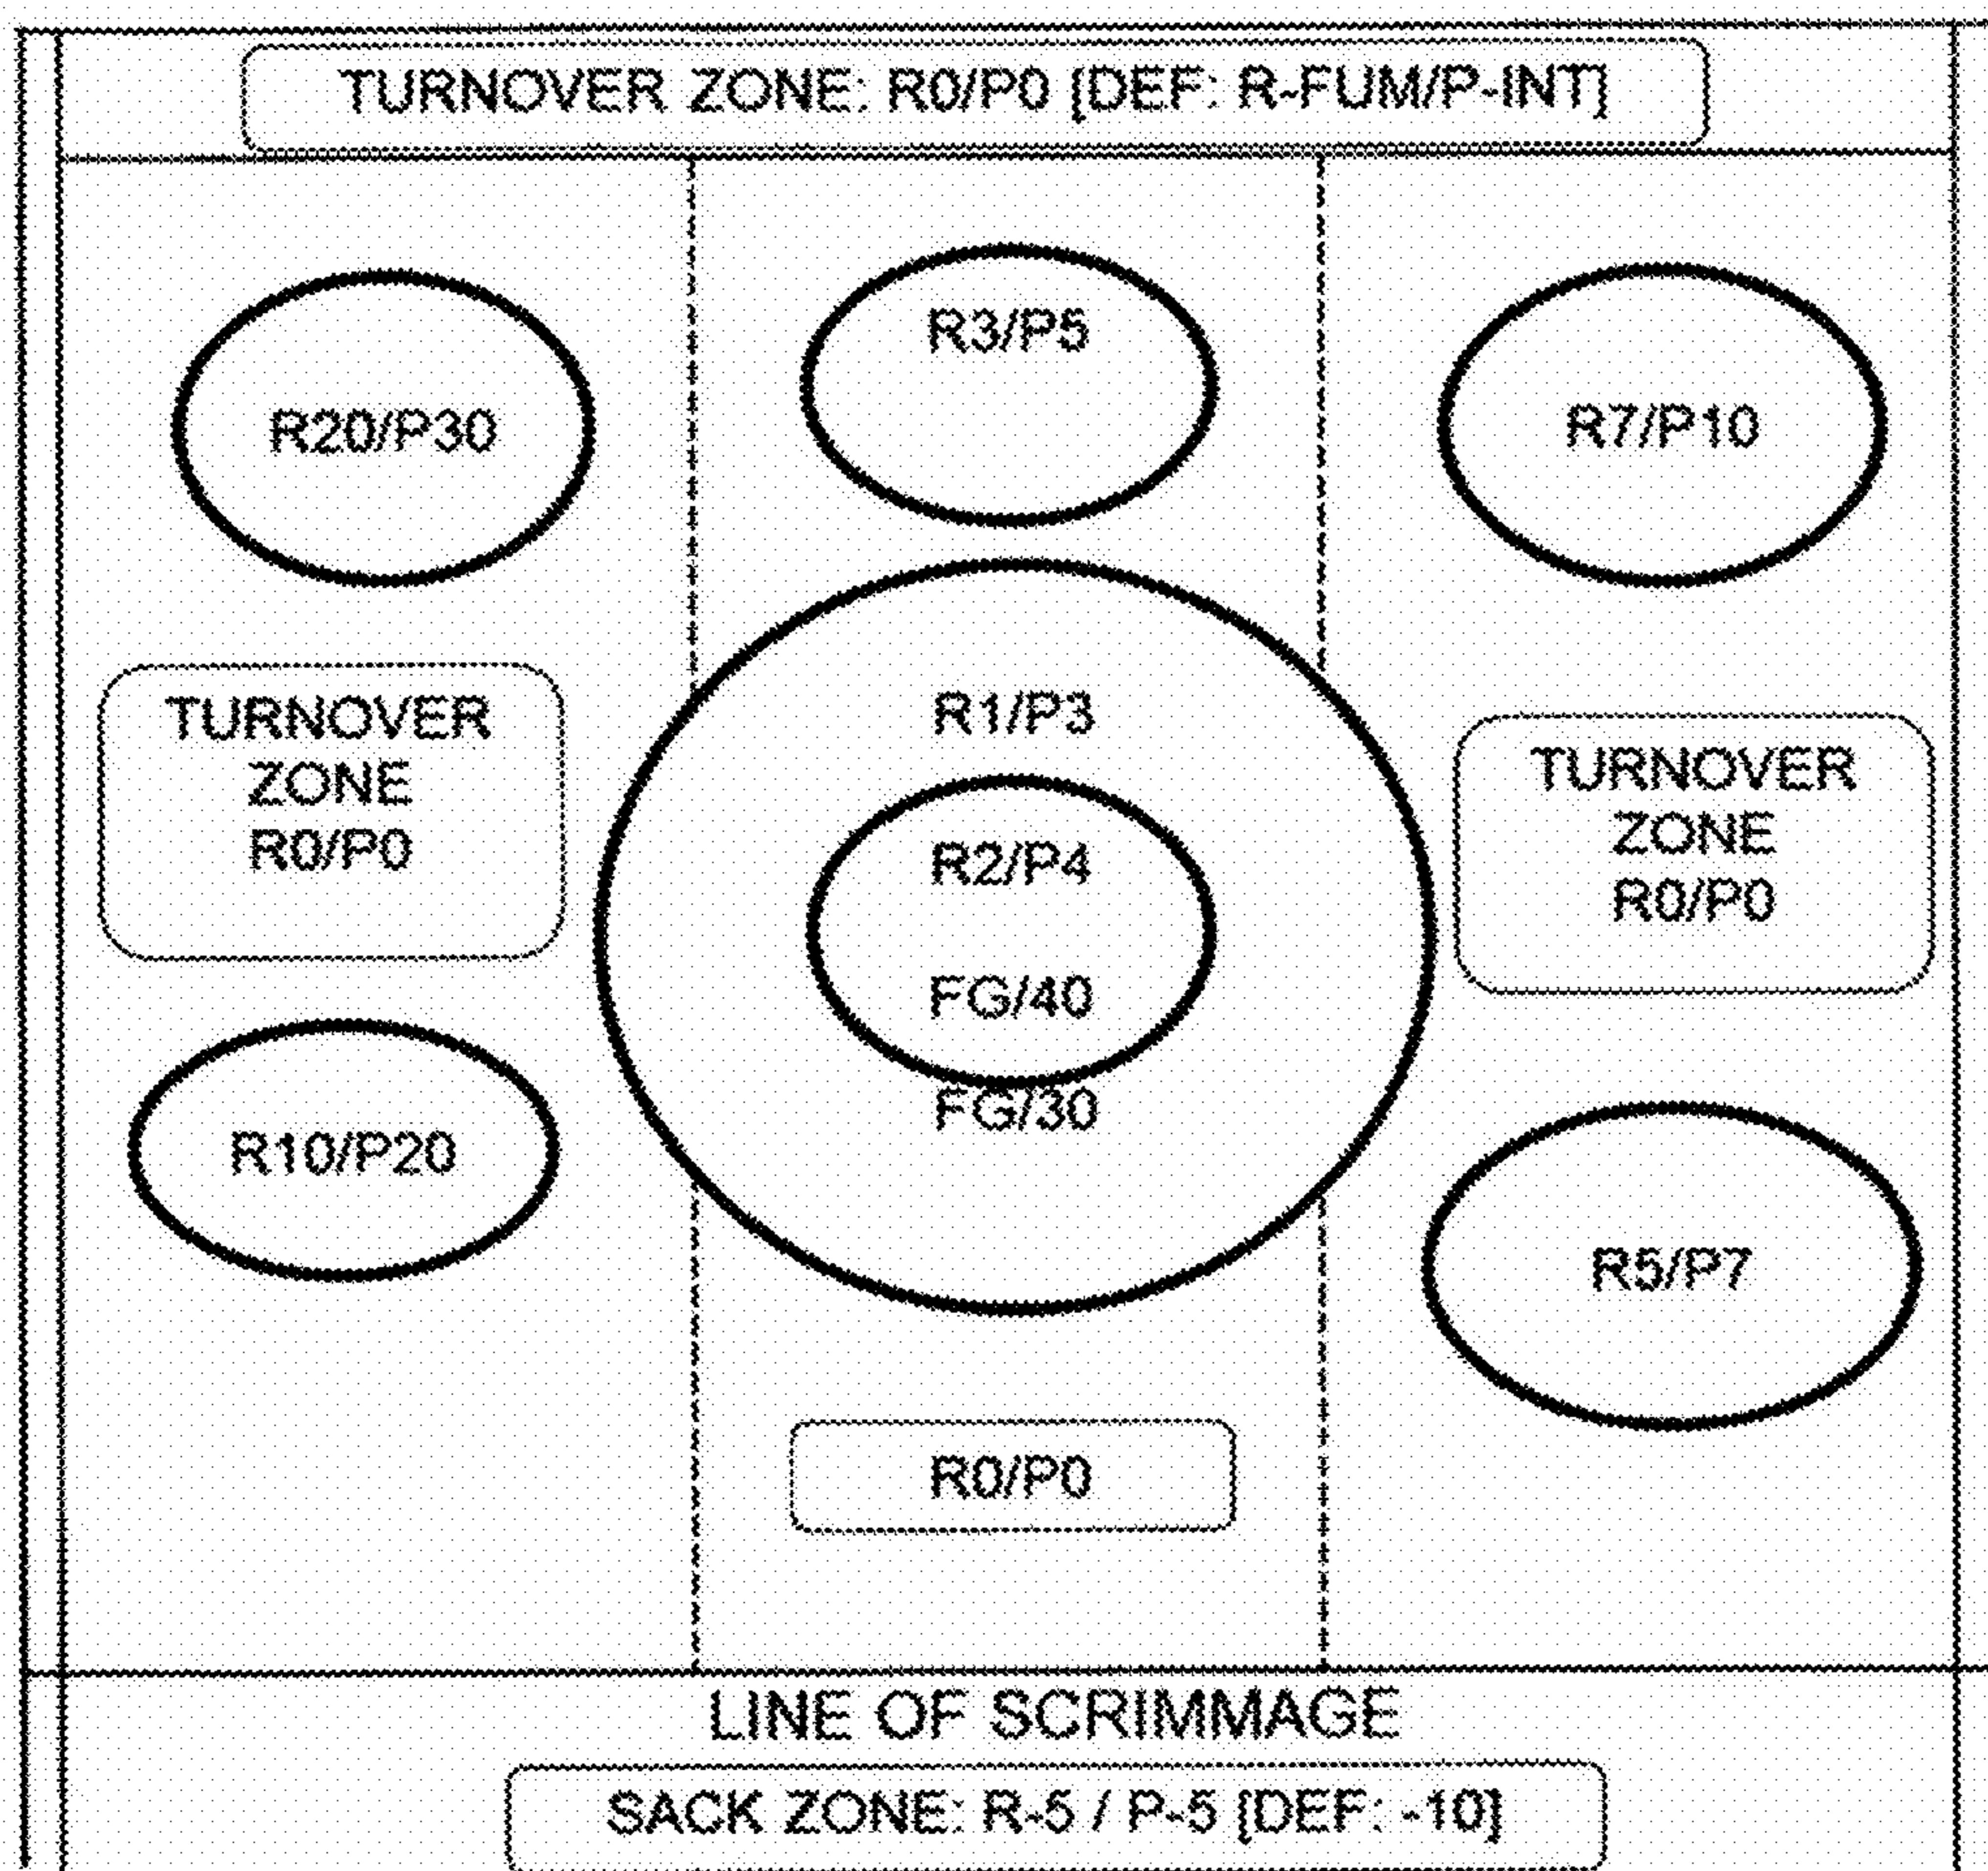 TURNOVER ZONE: R0/P0 [DEF: R-FUM/P-INT]
R3/P5
R20/P30
R7/P10
TURNOVER
ZONE
R0/P0
R1/P3
TURNOVER
ZONE
R0/P0
R2/P4
FG/40
FG/30
R10/P20
R5/P7
R0/P0
LINE OF SCRIMMAGE
SACK ZONE: R-5 / P-5 [DEF: -10]